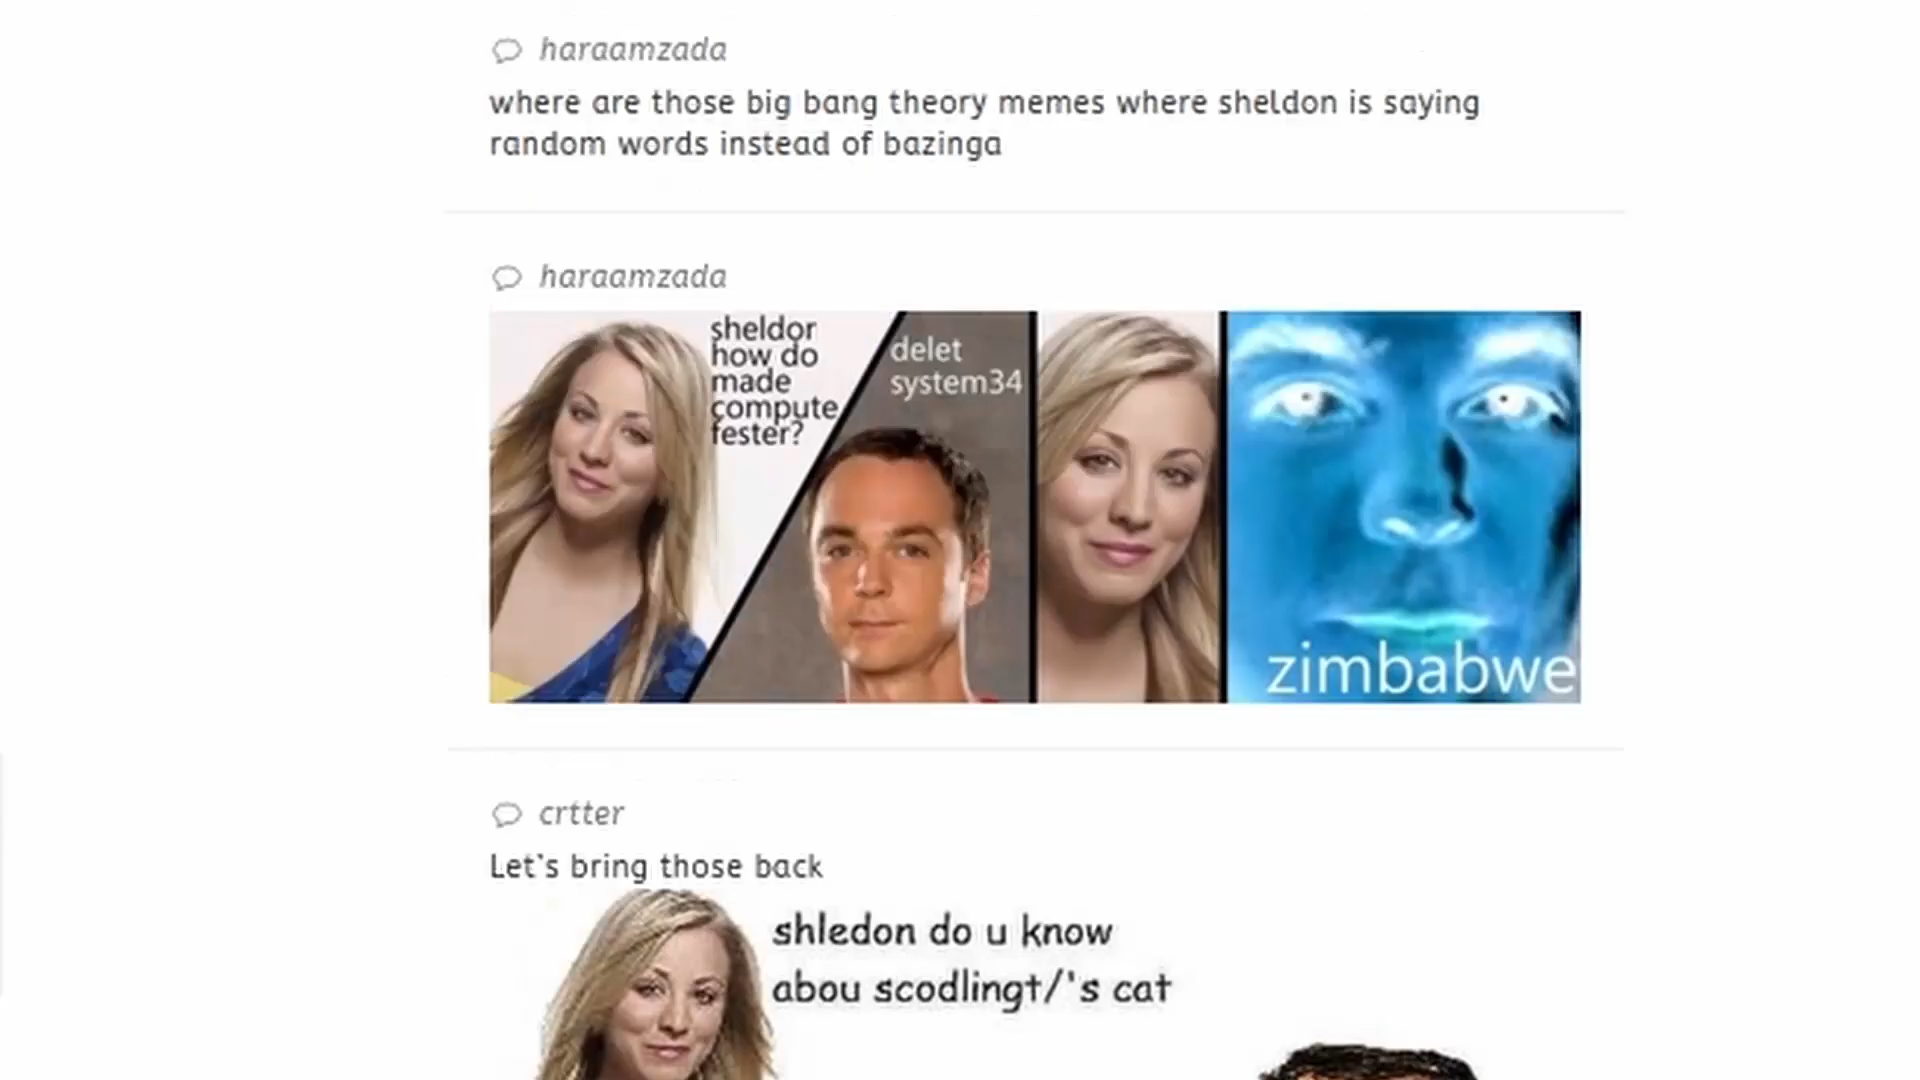 haraamzada
where are those big bang theory memes where sheldon is saying
random words instead of bazinga
haraamzada
sheldor
how do
made
compute
fester?
delet
system34
zimbabwe
crtter
Let's bring those back
shledon do u know
abou scodlingt/'s cat